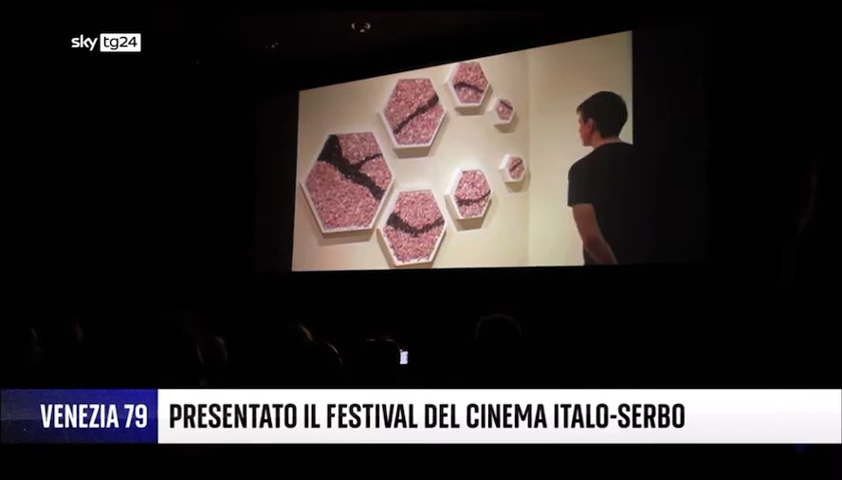 sky tg24
VENEZIA 79
PRESENTATO IL FESTIVAL DEL CINEMA ITALO-SERBO